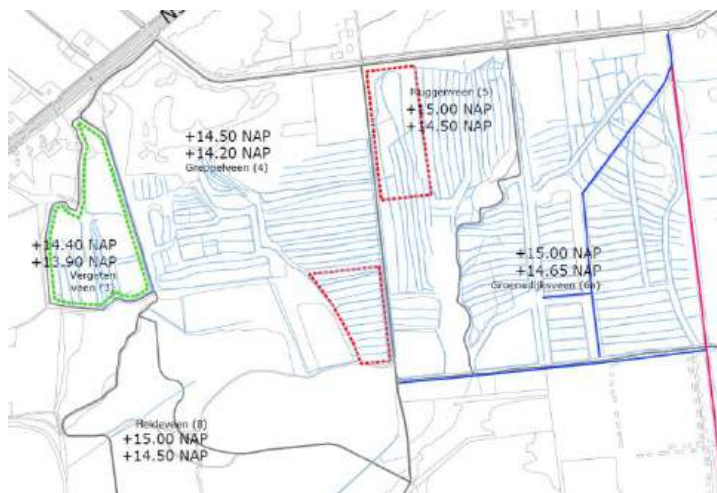 +14.50 NAP
+14.20 NAP
Greppelveen (4)
Muggenveen (5)
+15.00 NAP
+14.50 NAP
+14.40 NAP
+13.90 NAP
Vergeten
veen (3)
+15.00 NAP
+14.65 NAP
Groenedijksveen (6a)
Heideveen (8)
+15.00 NAP
+14.50 NAP